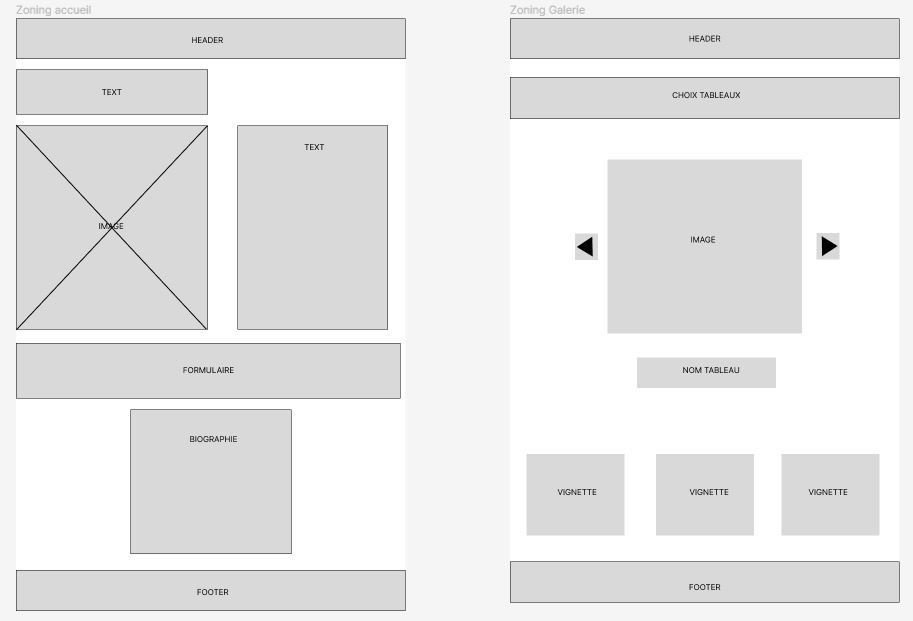 Zoning accueil
HEADER
TEXT
TEXT
IMAGE
FORMULAIRE
BIOGRAPHIE
FOOTER
Zoning Galerie
HEADER
CHOIX TABLEAUX
IMAGE
NOM TABLEAU
VIGNETTE
VIGNETTE
VIGNETTE
FOOTER